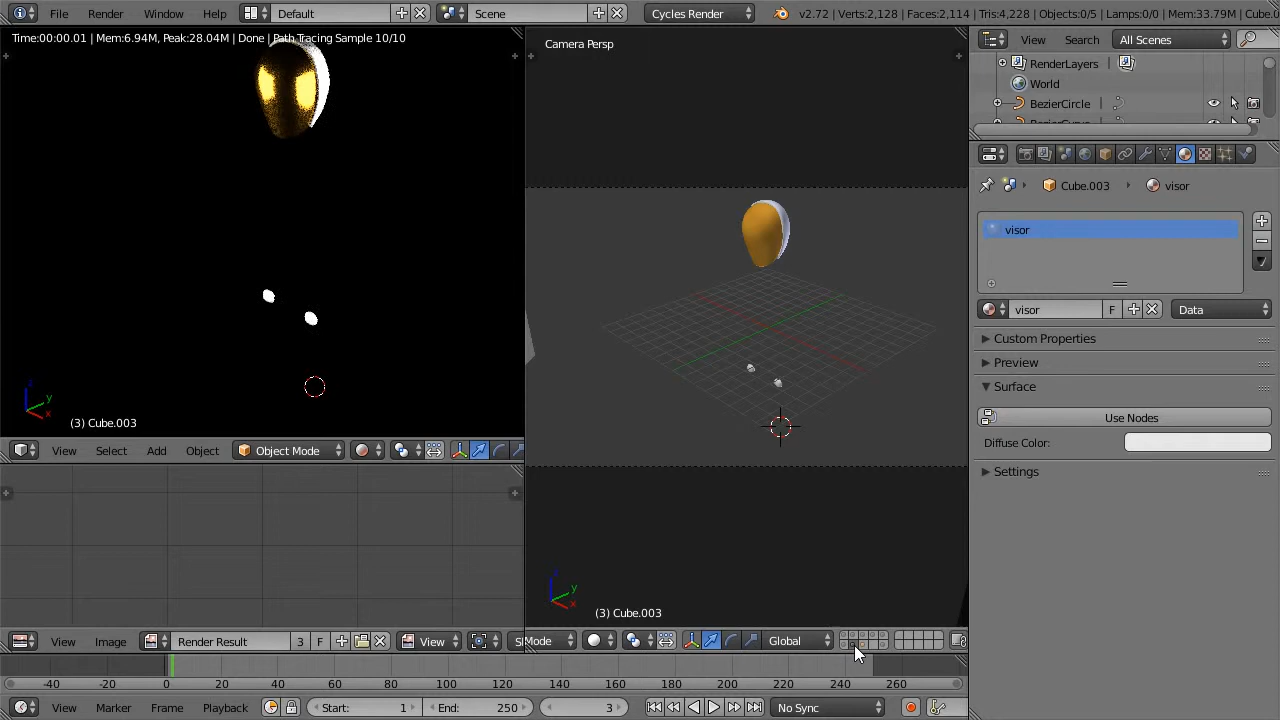 File Render Window Help Default Scene Cycles Render v2.72 | Verts:2,128 | Faces:2,114 | Tris:4,228 | Objects:0/5 | Lamps:0/0 | Mem:33.79M | Cube.0
Time:00:00.01 | Mem:6.94M, Peak:28.04M | Done | Path Tracing Sample 10/10
Camera Persp
View Search All Scenes
RenderLayers
World
BezierCircle
Cube.003 visor
visor
visor F Data
Custom Properties
Preview
Surface
Use Nodes
Diffuse Color:
Settings
(3) Cube.003
View Select Add Object Object Mode
(3) Cube.003
View Image Render Result 3 F View Mode Global
-40 -20 0 20 40 60 80 100 120 140 160 180 200 220 240 260
View Marker Frame Playback Start: 1 End: 250 3 No Sync